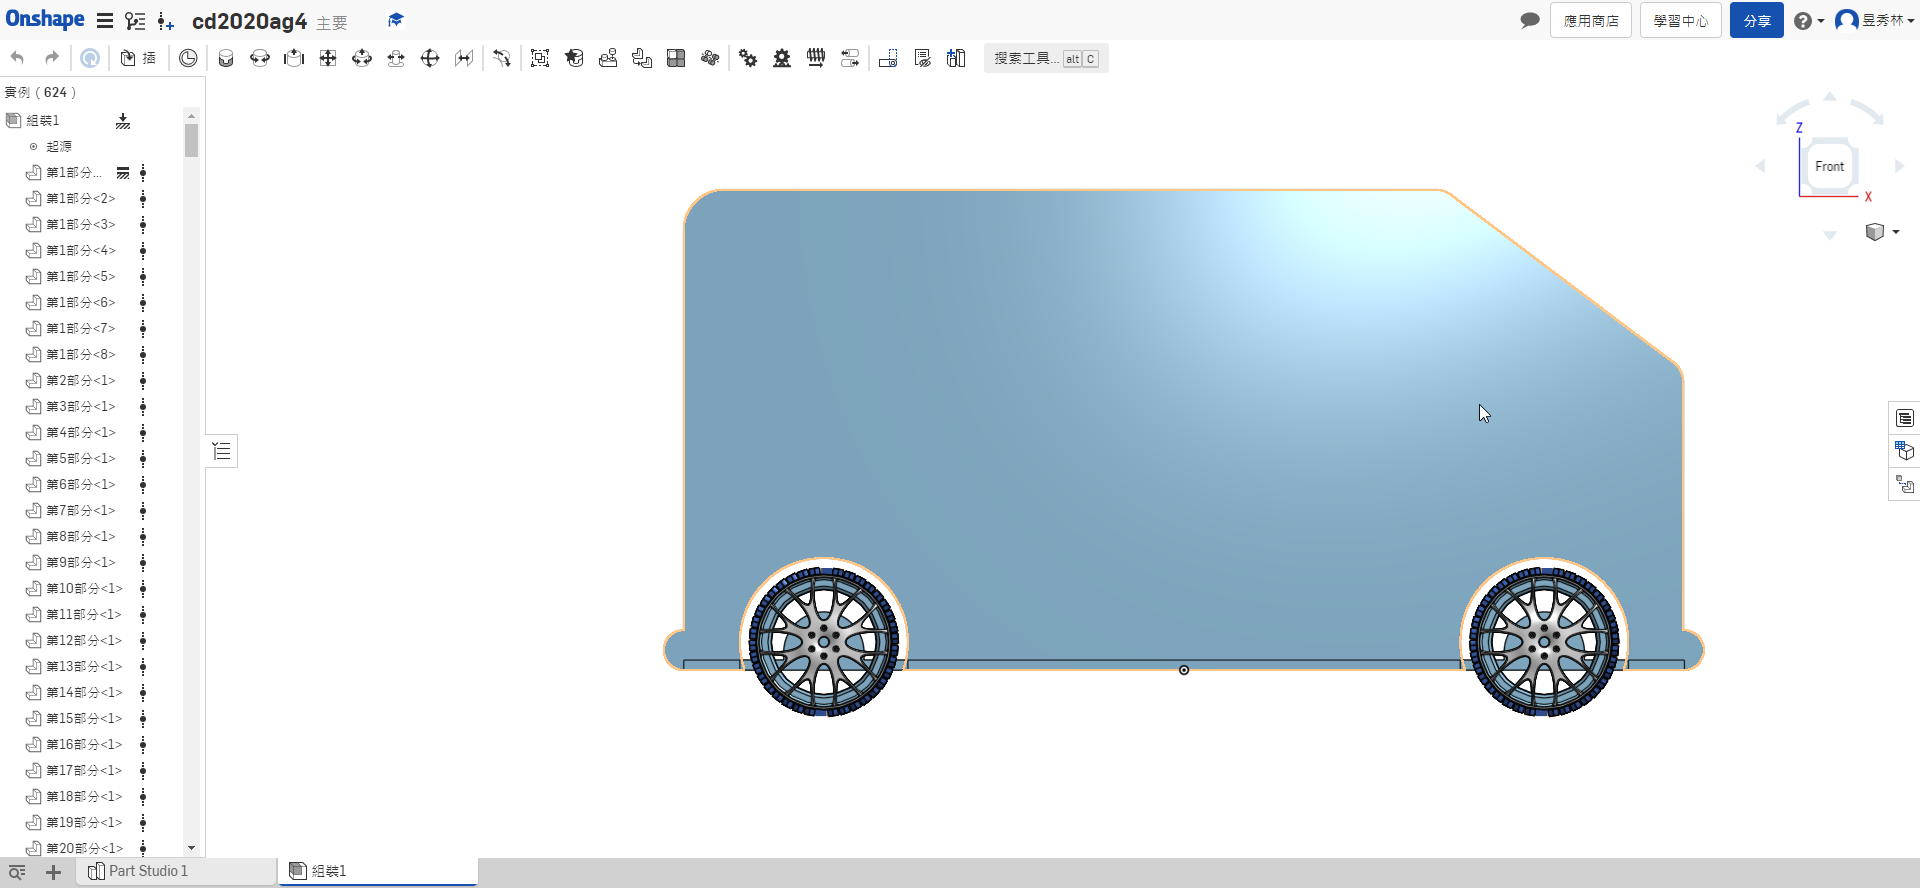 Onshape cd2020ag4 主要 應用商店 學習中心 分享 昱秀林
插 搜索工具... alt C
實例 ( 624 )
組裝1
起源
第1部分...
第1部分<2>
第1部分<3>
第1部分<4>
第1部分<5>
第1部分<6>
第1部分<7>
第1部分<8>
第2部分<1>
第3部分<1>
第4部分<1>
第5部分<1>
第6部分<1>
第7部分<1>
第8部分<1>
第9部分<1>
第10部分<1>
第11部分<1>
第12部分<1>
第13部分<1>
第14部分<1>
第15部分<1>
第16部分<1>
第17部分<1>
第18部分<1>
第19部分<1>
第20部分<1>
Z
Front
X
Part Studio 1 組裝1